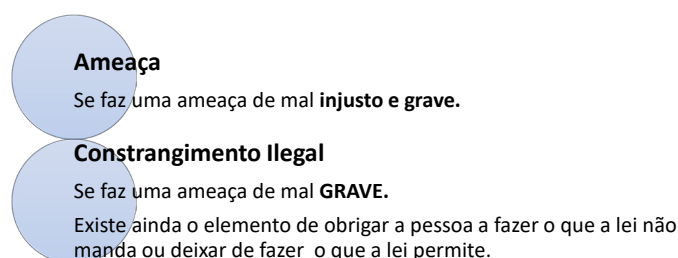 Ameaça
Se faz uma ameaça de mal injusto e grave.
Constrangimento Ilegal
Se faz uma ameaça de mal GRAVE.
Existe ainda o elemento de obrigar a pessoa a fazer o que a lei não
manda ou deixar de fazer o que a lei permite.